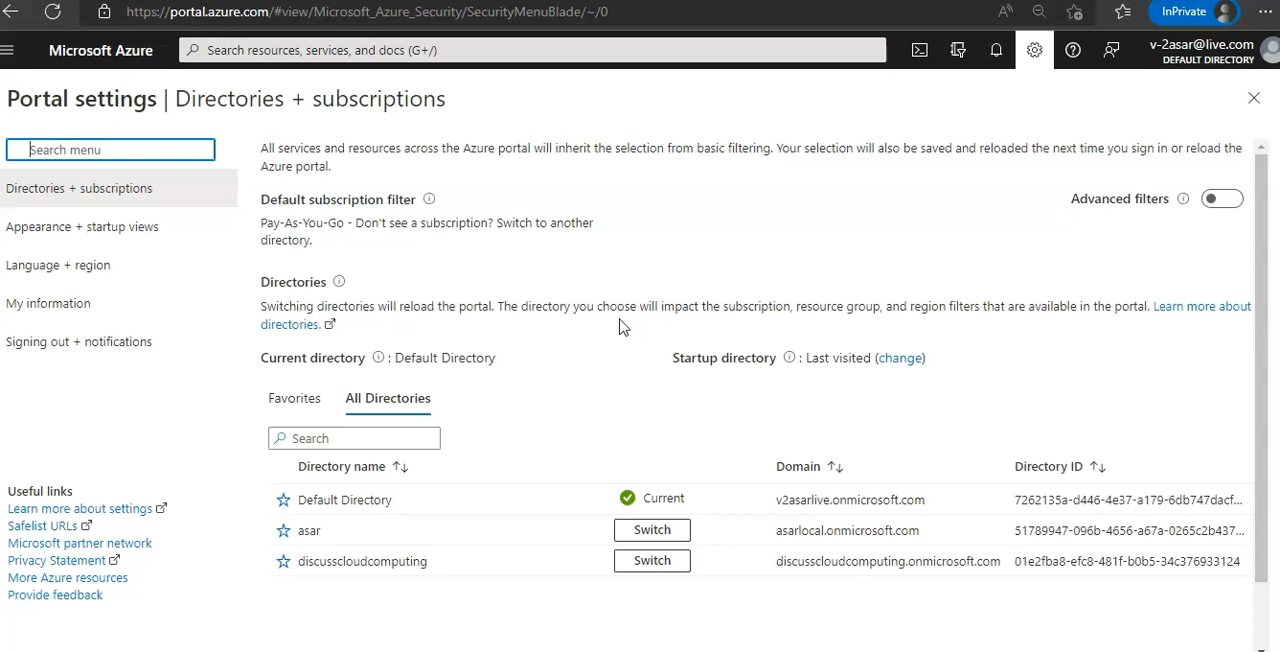 https://portal.azure.com/#view/Microsoft_Azure_Security/SecurityMenuBlade/~/0
InPrivate
Microsoft Azure
Search resources, services, and docs (G+/)
v-2asar@live.com
DEFAULT DIRECTORY
Portal settings | Directories + subscriptions
Search menu
Directories + subscriptions
Appearance + startup views
Language + region
My information
Signing out + notifications
Useful links
Learn more about settings
Safelist URLs
Microsoft partner network
Privacy Statement
More Azure resources
Provide feedback
All services and resources across the Azure portal will inherit the selection from basic filtering. Your selection will also be saved and reloaded the next time you sign in or reload the
Azure portal.
Default subscription filter
Advanced filters
Pay-As-You-Go - Don't see a subscription? Switch to another
directory.
Directories
Switching directories will reload the portal. The directory you choose will impact the subscription, resource group, and region filters that are available in the portal. Learn more about
directories.
Current directory : Default Directory
Startup directory : Last visited (change)
Favorites All Directories
Search
Directory name Domain Directory ID
Default Directory Current v2asarlive.onmicrosoft.com 7262135a-d446-4e37-a179-6db747dacf...
asar Switch asarlocal.onmicrosoft.com 51789947-096b-4656-a67a-0265c2b437...
discusscloudcomputing Switch discusscloudcomputing.onmicrosoft.com 01e2fba8-efc8-481f-b0b5-34c376933124